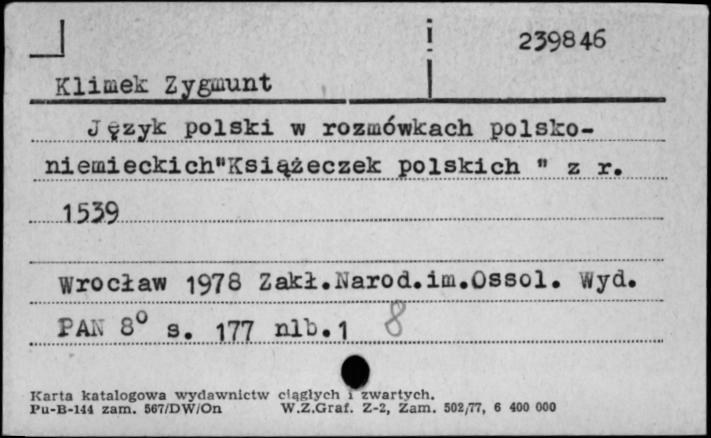 239846
Klimek Zygmunt
Język polski w rozmówkach polsko-
niemieckich"Książeczek polskich " z r.
1539
Wrocław 1978 Zakł.Narod.im.Ossol. Wyd.
PAN 8° s. 177 nlb.1 8
Karta katalogowa wydawnictw ciągłych i zwartych.
Pu-B-144 zam. 567/DW/On W.Z.Graf. Z-2, Zam. 502/77, 6 400 000